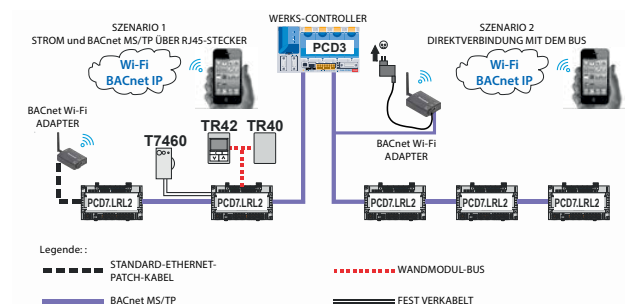 SZENARIO 1
STROM und BACnet MS/TP ÜBER RJ45-STECKER
WERKS-CONTROLLER
SZENARIO 2
DIREKTVERBINDUNG MIT DEM BUS
Wi-Fi
BACnet IP
PCD3
Wi-Fi
BACnet IP
BACnet Wi-Fi
ADAPTER
T7460
TR42
TR40
BACnet Wi-Fi
ADAPTER
PCD7.LRL2
PCD7.LRL2
PCD7.LRL2
PCD7.LRL2
PCD7.LRL2
Legende: :
STANDARD-ETHERNET-
PATCH-KABEL
WANDMODUL-BUS
BACnet MS/TP
FEST VERKABELT